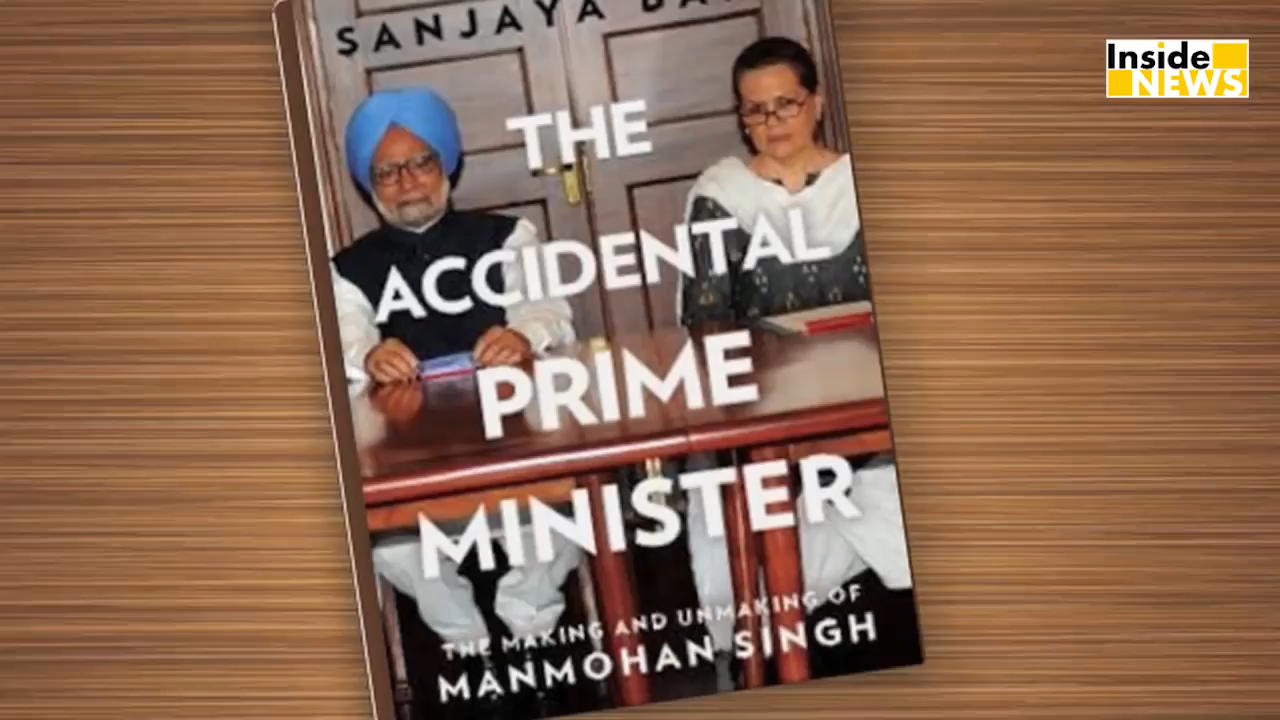 SANJAYA
THE
ACCIDENTAL
PRIME
MINISTER
THE MAKING AND UNMAKING OF
MANMOHAN SINGH
Inside
NEWS